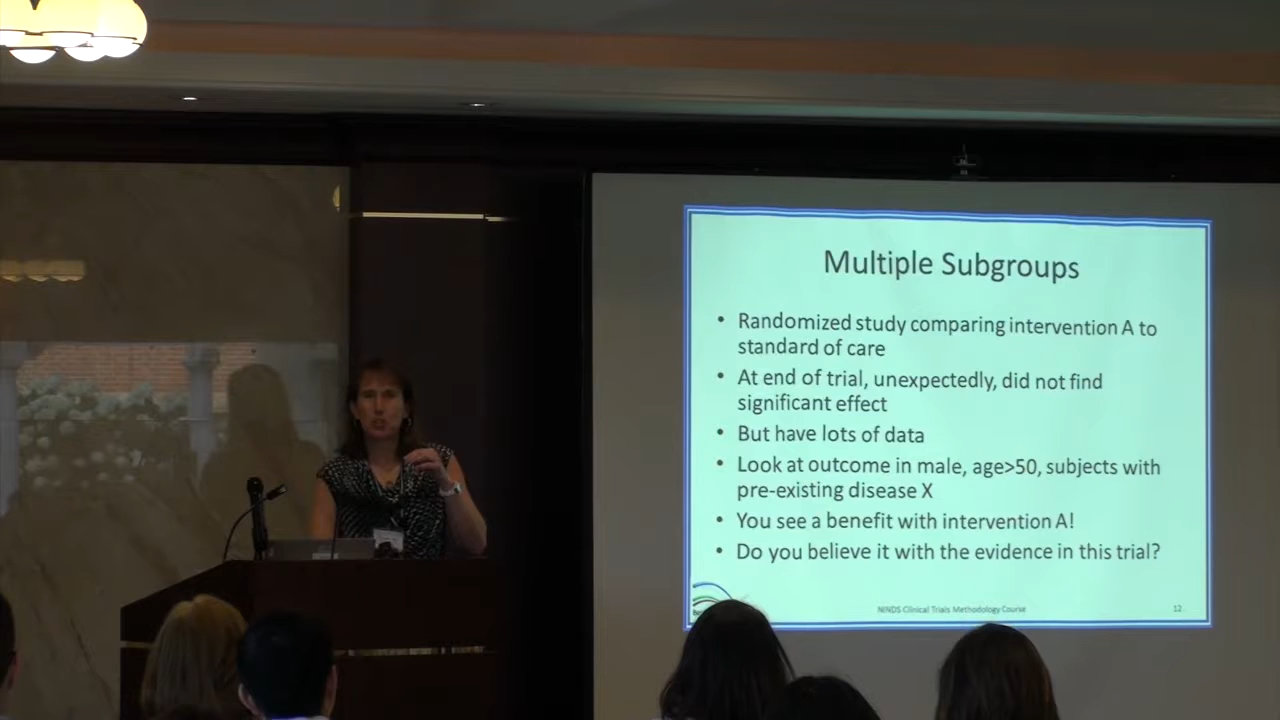 Multiple Subgroups
• Randomized study comparing intervention A to
standard of care
• At end of trial, unexpectedly, did not find
significant effect
• But have lots of data
• Look at outcome in male, age>50, subjects with
pre-existing disease X
• You see a benefit with intervention A!
• Do you believe it with the evidence in this trial?
NINDS Clinical Trials Methodology Course
12